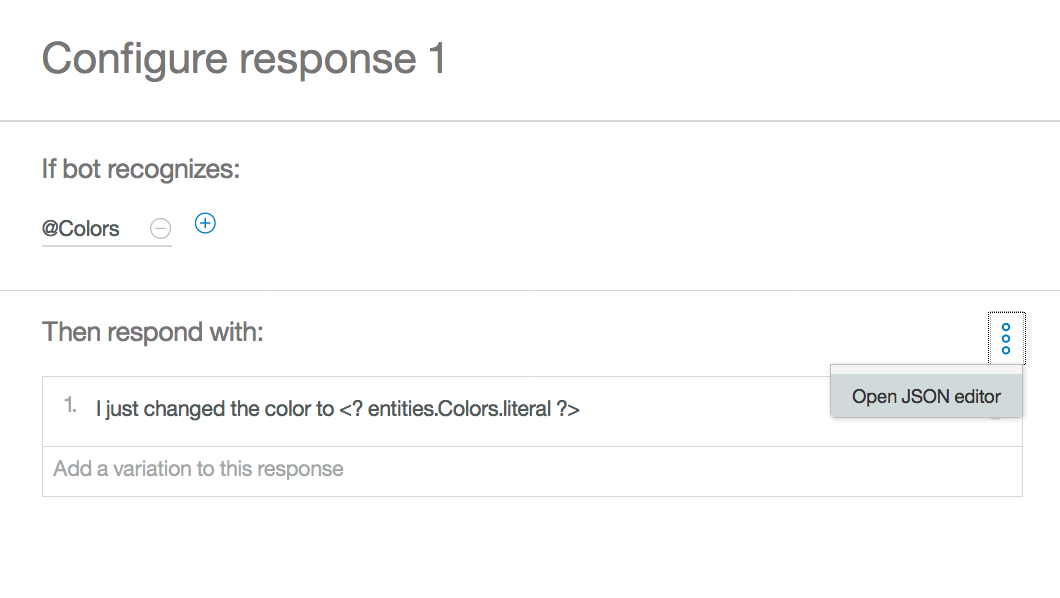 Configure response 1
If bot recognizes:
@Colors
Then respond with:
Open JSON editor
1. I just changed the color to <? entities.Colors.literal ?>
Add a variation to this response